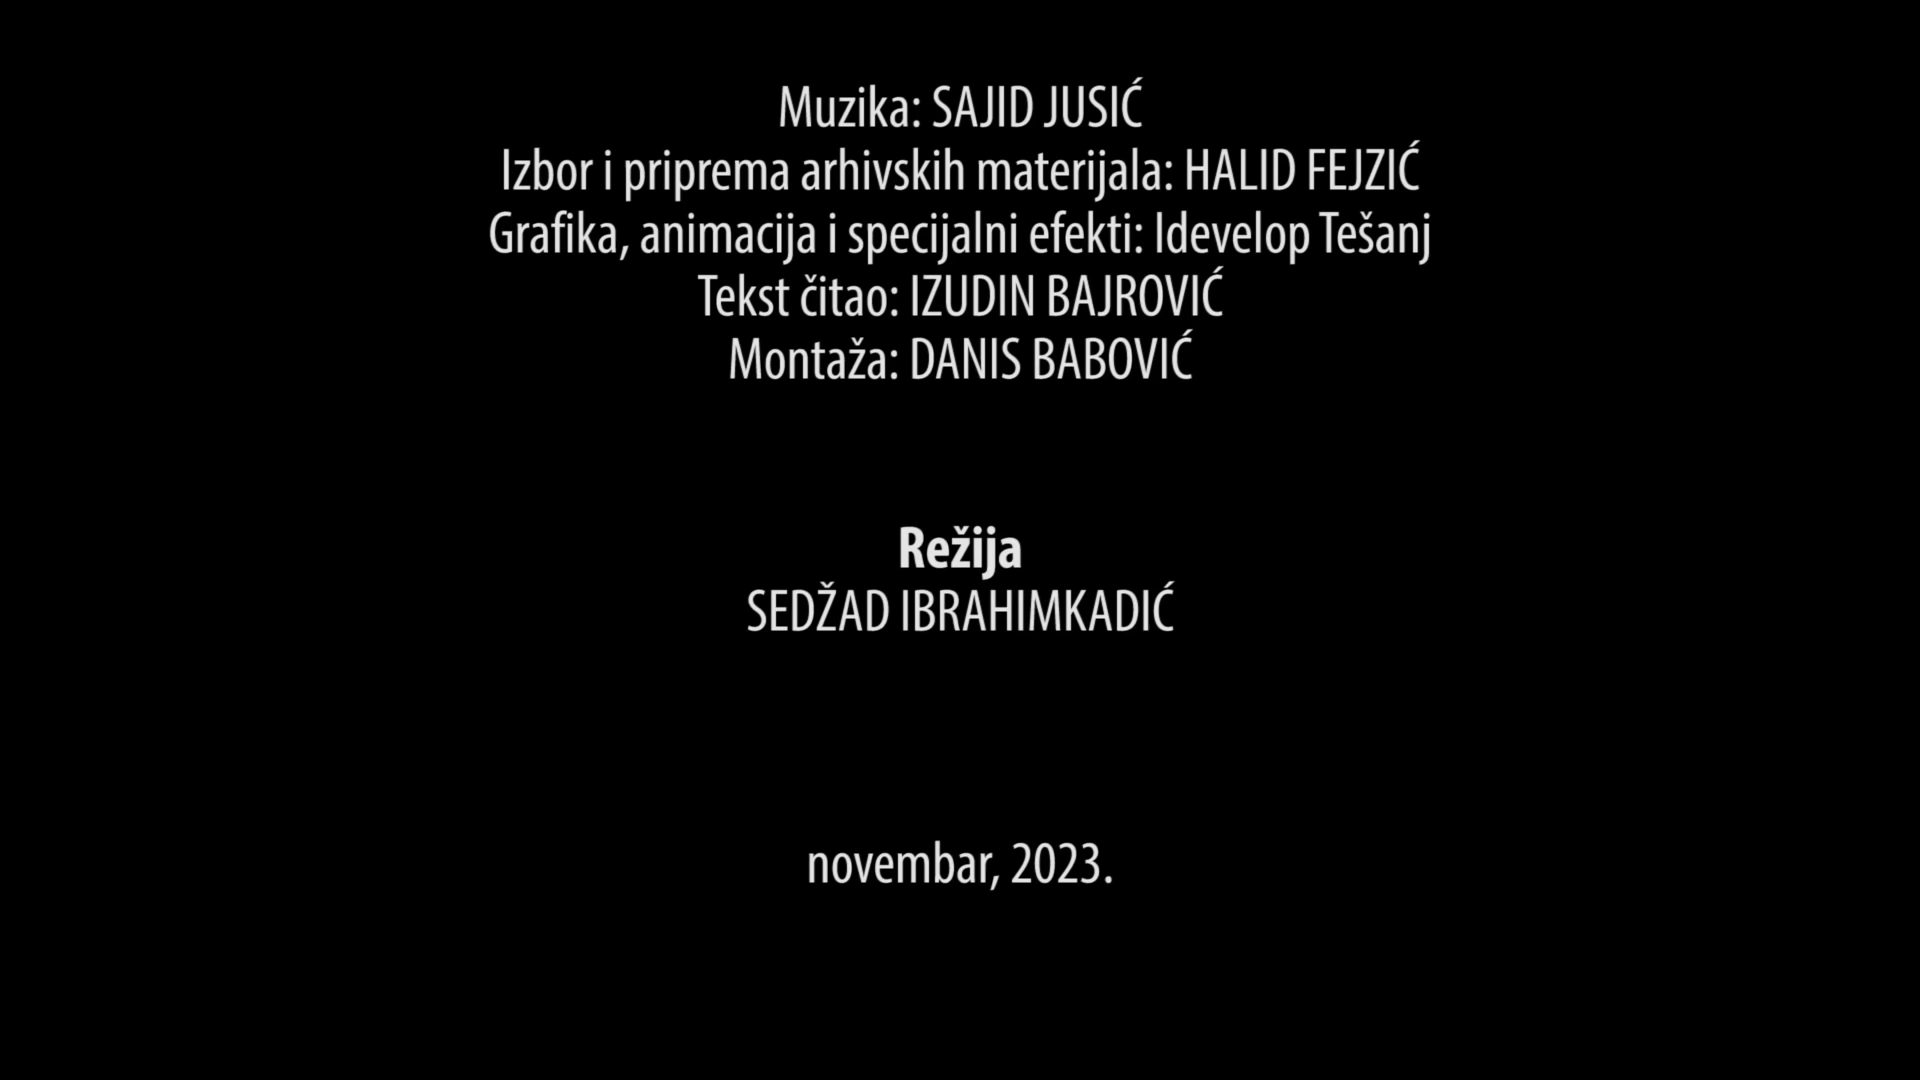 Muzika: SAJID JUSIĆ
Izbor i priprema arhivskih materijala: HALID FEJZIĆ
Grafika, animacija i specijalni efekti: Idevelop Tešanj
Tekst čitao: IZUDIN BAJROVIĆ
Montaža: DANIS BABOVIĆ
Režija
SEDŽAD IBRAHIMKADIĆ
novembar, 2023.